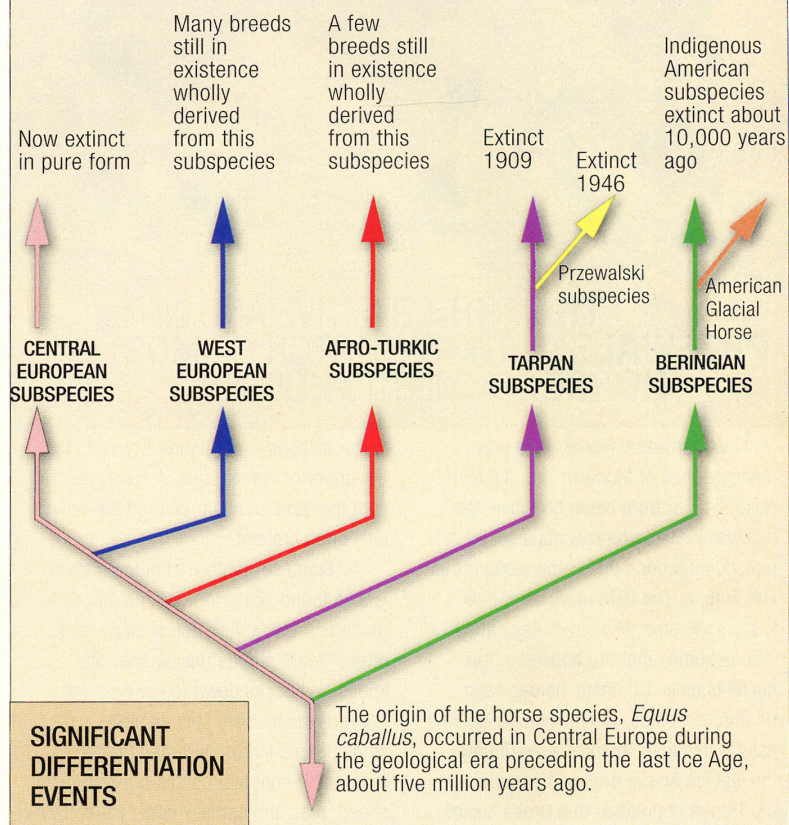 Many breeds
still in
existence
wholly
derived
from this
subspecies
A few
breeds still
in existence
wholly
derived
from this
subspecies
Indigenous
American
subspecies
extinct about
10,000 years
ago
Now extinct
in pure form
Extinct
1909
Extinct
1946
Przewalski
subspecies
American
Glacial
Horse
CENTRAL
EUROPEAN
SUBSPECIES
WEST
EUROPEAN
SUBSPECIES
AFRO-TURKIC
SUBSPECIES
TARPAN
SUBSPECIES
BERINGIAN
SUBSPECIES
SIGNIFICANT
DIFFERENTIATION
EVENTS
The origin of the horse species, Equus
caballus, occurred in Central Europe during
the geological era preceding the last Ice Age,
about five million years ago.